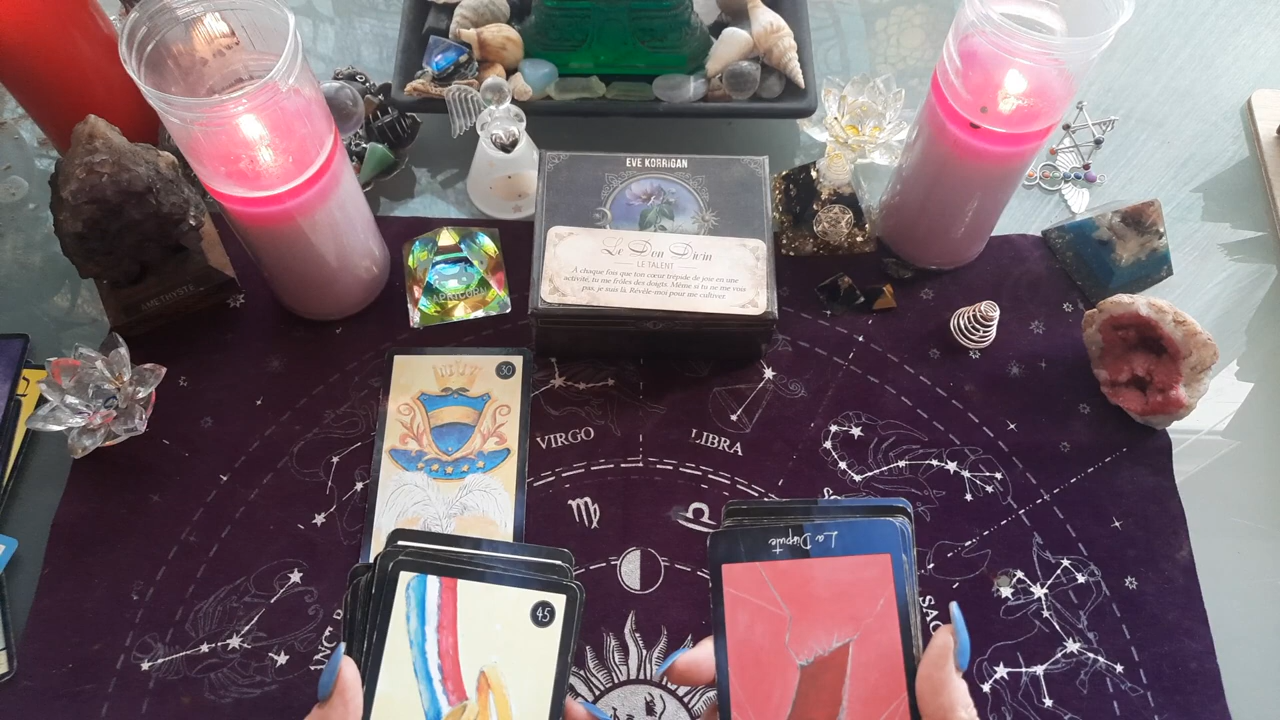 EVE KORRIGAN
Le Don Divin
LE TALENT
À chaque fois que ton cœur trépide de joie en une
activité, tu me frôles des doigts. Même si tu ne me vois
pas, je suis là. Révèle-moi pour me cultiver
AMETHYSTE
CAPRICORN
30
VIRGO
LIBRA
45
La Dispute
SAG